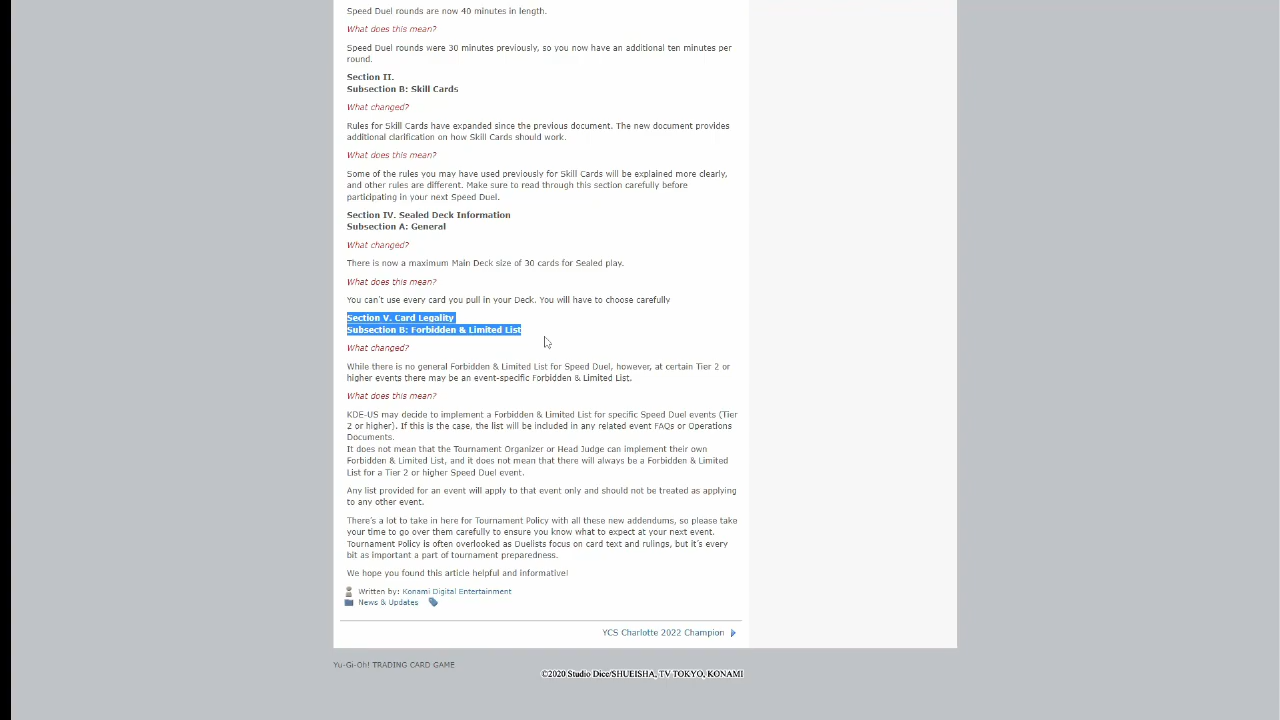 Speed Duel rounds are now 40 minutes in length.
What does this mean?
Speed Duel rounds were 30 minutes previously, so you now have an additional ten minutes per
round.
Section II.
Subsection B: Skill Cards
What changed?
Rules for Skill Cards have expanded since the previous document. The new document provides
additional clarification on how Skill Cards should work.
What does this mean?
Some of the rules you may have used previously for Skill Cards will be explained more clearly,
and other rules are different. Make sure to read through this section carefully before
participating in your next Speed Duel.
Section IV. Sealed Deck Information
Subsection A: General
What changed?
There is now a maximum Main Deck size of 30 cards for Sealed play.
What does this mean?
You can't use every card you pull in your Deck. You will have to choose carefully
Section V. Card Legality
Subsection B: Forbidden & Limited List
What changed?
While there is no general Forbidden & Limited List for Speed Duel, however, at certain Tier 2 or
higher events there may be an event-specific Forbidden & Limited List.
What does this mean?
KDE-US may decide to implement a Forbidden & Limited List for specific Speed Duel events (Tier
2 or higher). If this is the case, the list will be included in any related event FAQs or Operations
Documents.
It does not mean that the Tournament Organizer or Head Judge can implement their own
Forbidden & Limited List, and it does not mean that there will always be a Forbidden & Limited
List for a Tier 2 or higher Speed Duel event.
Any list provided for an event will apply to that event only and should not be treated as applying
to any other event.
There's a lot to take in here for Tournament Policy with all these new addendums, so please take
your time to go over them carefully to ensure you know what to expect at your next event.
Tournament Policy is often overlooked as Duelists focus on card text and rulings, but it's every
bit as important a part of tournament preparedness.
We hope you found this article helpful and informative!
Written by: Konami Digital Entertainment
News & Updates
YCS Charlotte 2022 Champion
Yu-Gi-Oh! TRADING CARD GAME
©2020 Studio Dice/SHUEISHA, TV TOKYO, KONAMI